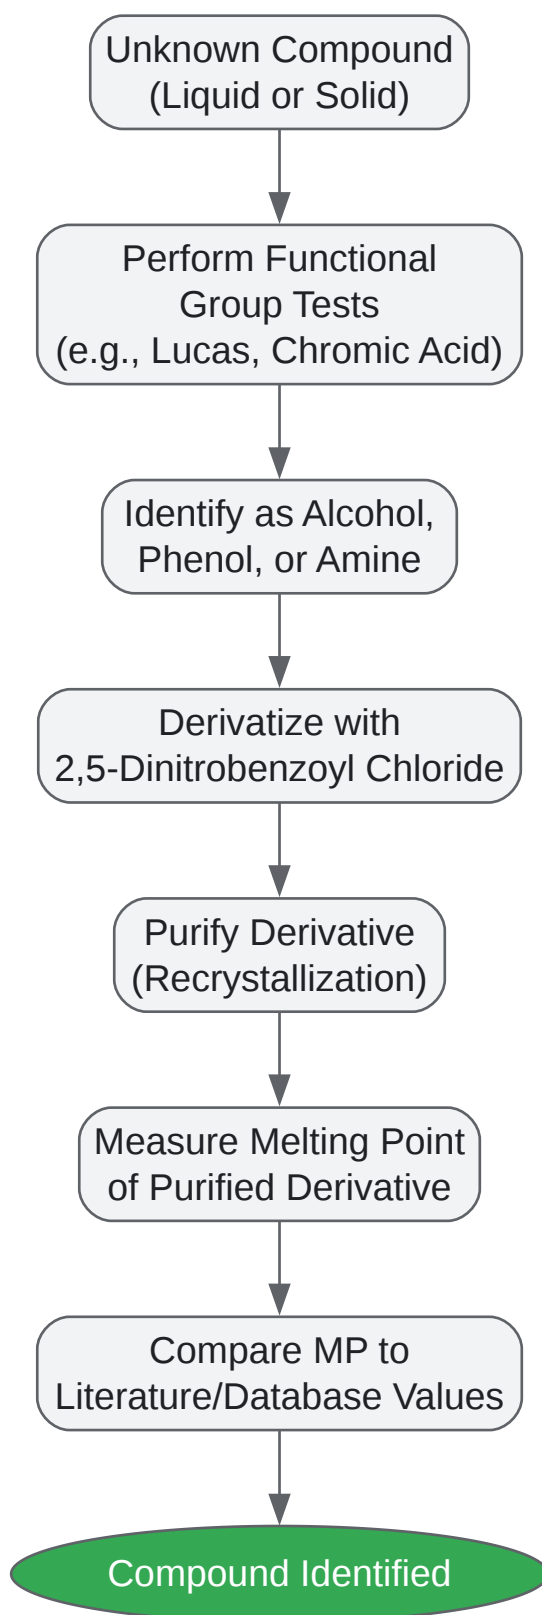 Unknown Compound
(Liquid or Solid)
Perform Functional
Group Tests
(e.g., Lucas, Chromic Acid)
Identify as Alcohol,
Phenol, or Amine
Derivatize with
2,5-Dinitrobenzoyl Chloride
Purify Derivative
(Recrystallization)
Measure Melting Point
of Purified Derivative
Compare MP to
Literature/Database Values
Compound Identified